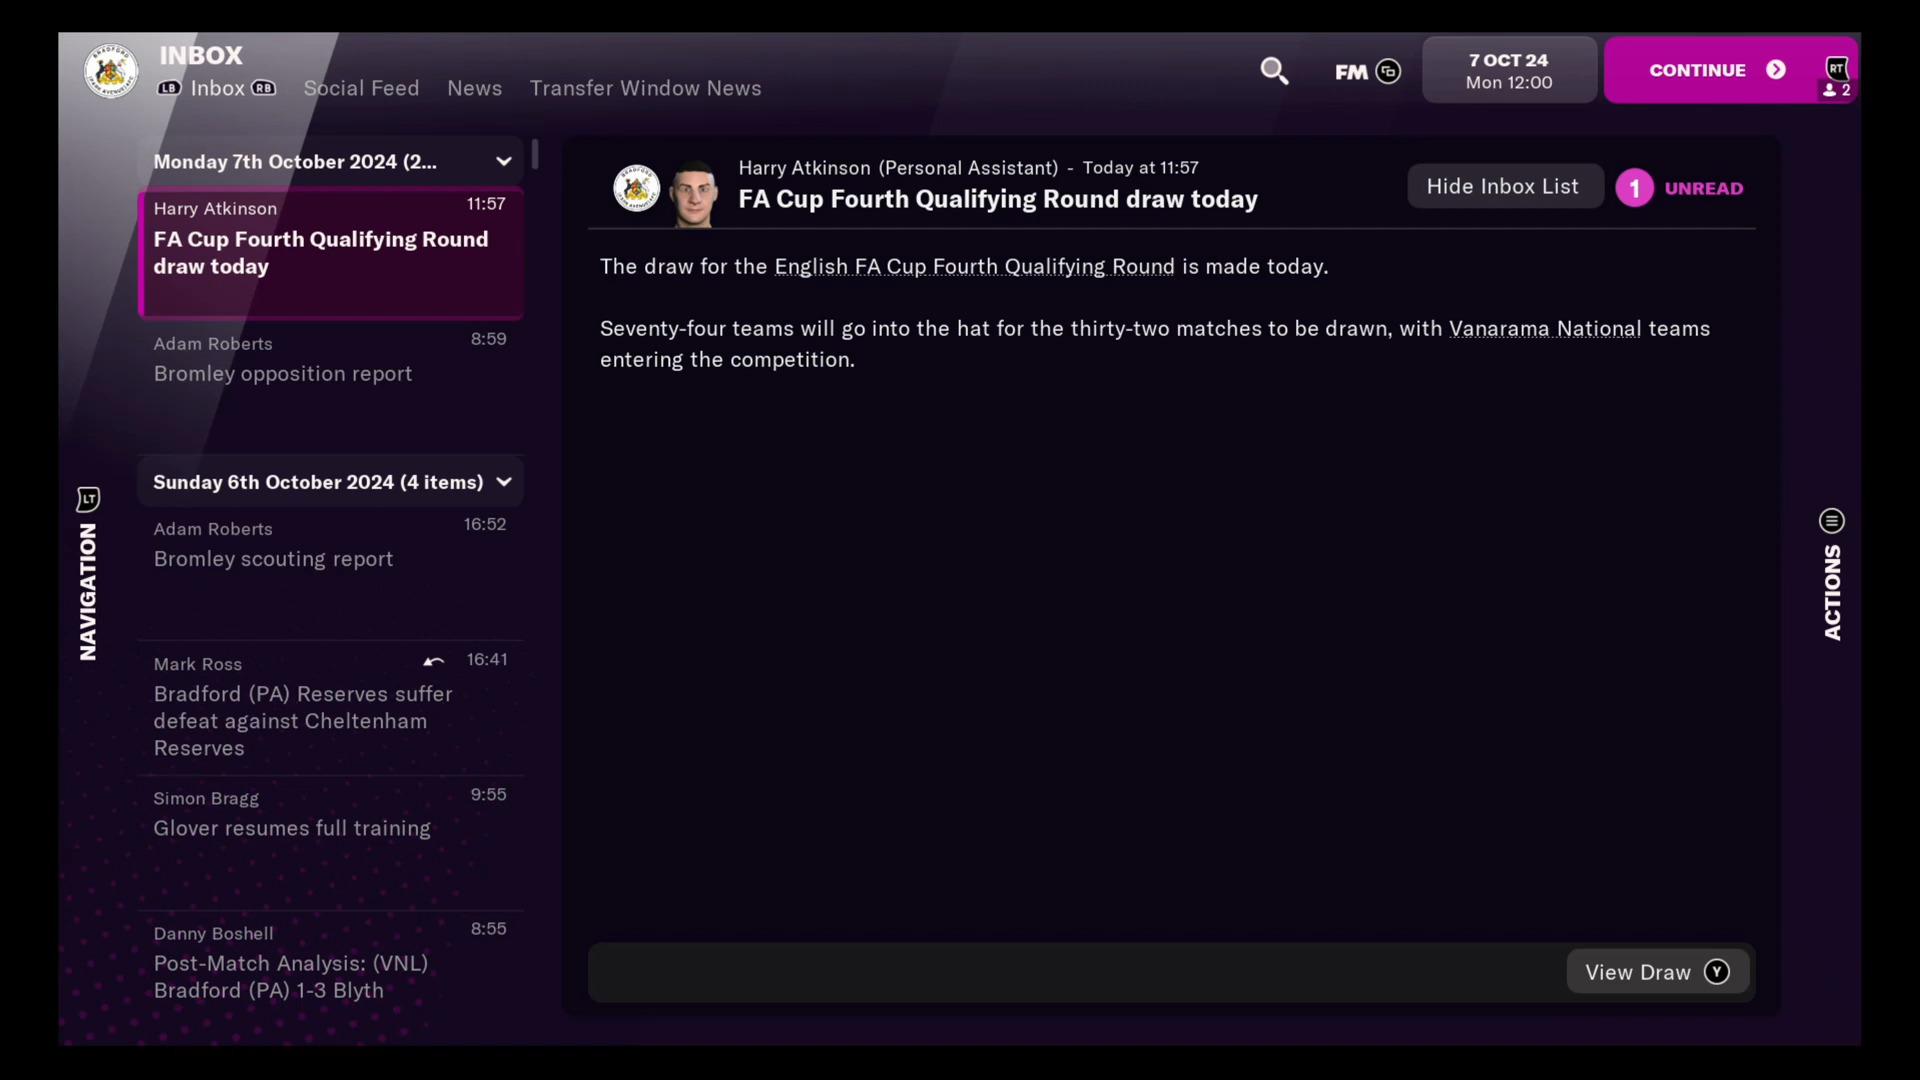 INBOX
LB Inbox RB Social Feed News Transfer Window News
FM
7 OCT 24
Mon 12:00
CONTINUE
RT
2
Monday 7th October 2024 (2...
Harry Atkinson 11:57
FA Cup Fourth Qualifying Round
draw today
Adam Roberts 8:59
Bromley opposition report
Sunday 6th October 2024 (4 items)
Adam Roberts 16:52
Bromley scouting report
Mark Ross 16:41
Bradford (PA) Reserves suffer
defeat against Cheltenham
Reserves
Simon Bragg 9:55
Glover resumes full training
Danny Boshell 8:55
Post-Match Analysis: (VNL)
Bradford (PA) 1-3 Blyth
LT
NAVIGATION
Harry Atkinson (Personal Assistant) - Today at 11:57
FA Cup Fourth Qualifying Round draw today
Hide Inbox List
1 UNREAD
The draw for the English FA Cup Fourth Qualifying Round is made today.
Seventy-four teams will go into the hat for the thirty-two matches to be drawn, with Vanarama National teams
entering the competition.
View Draw Y
ACTIONS